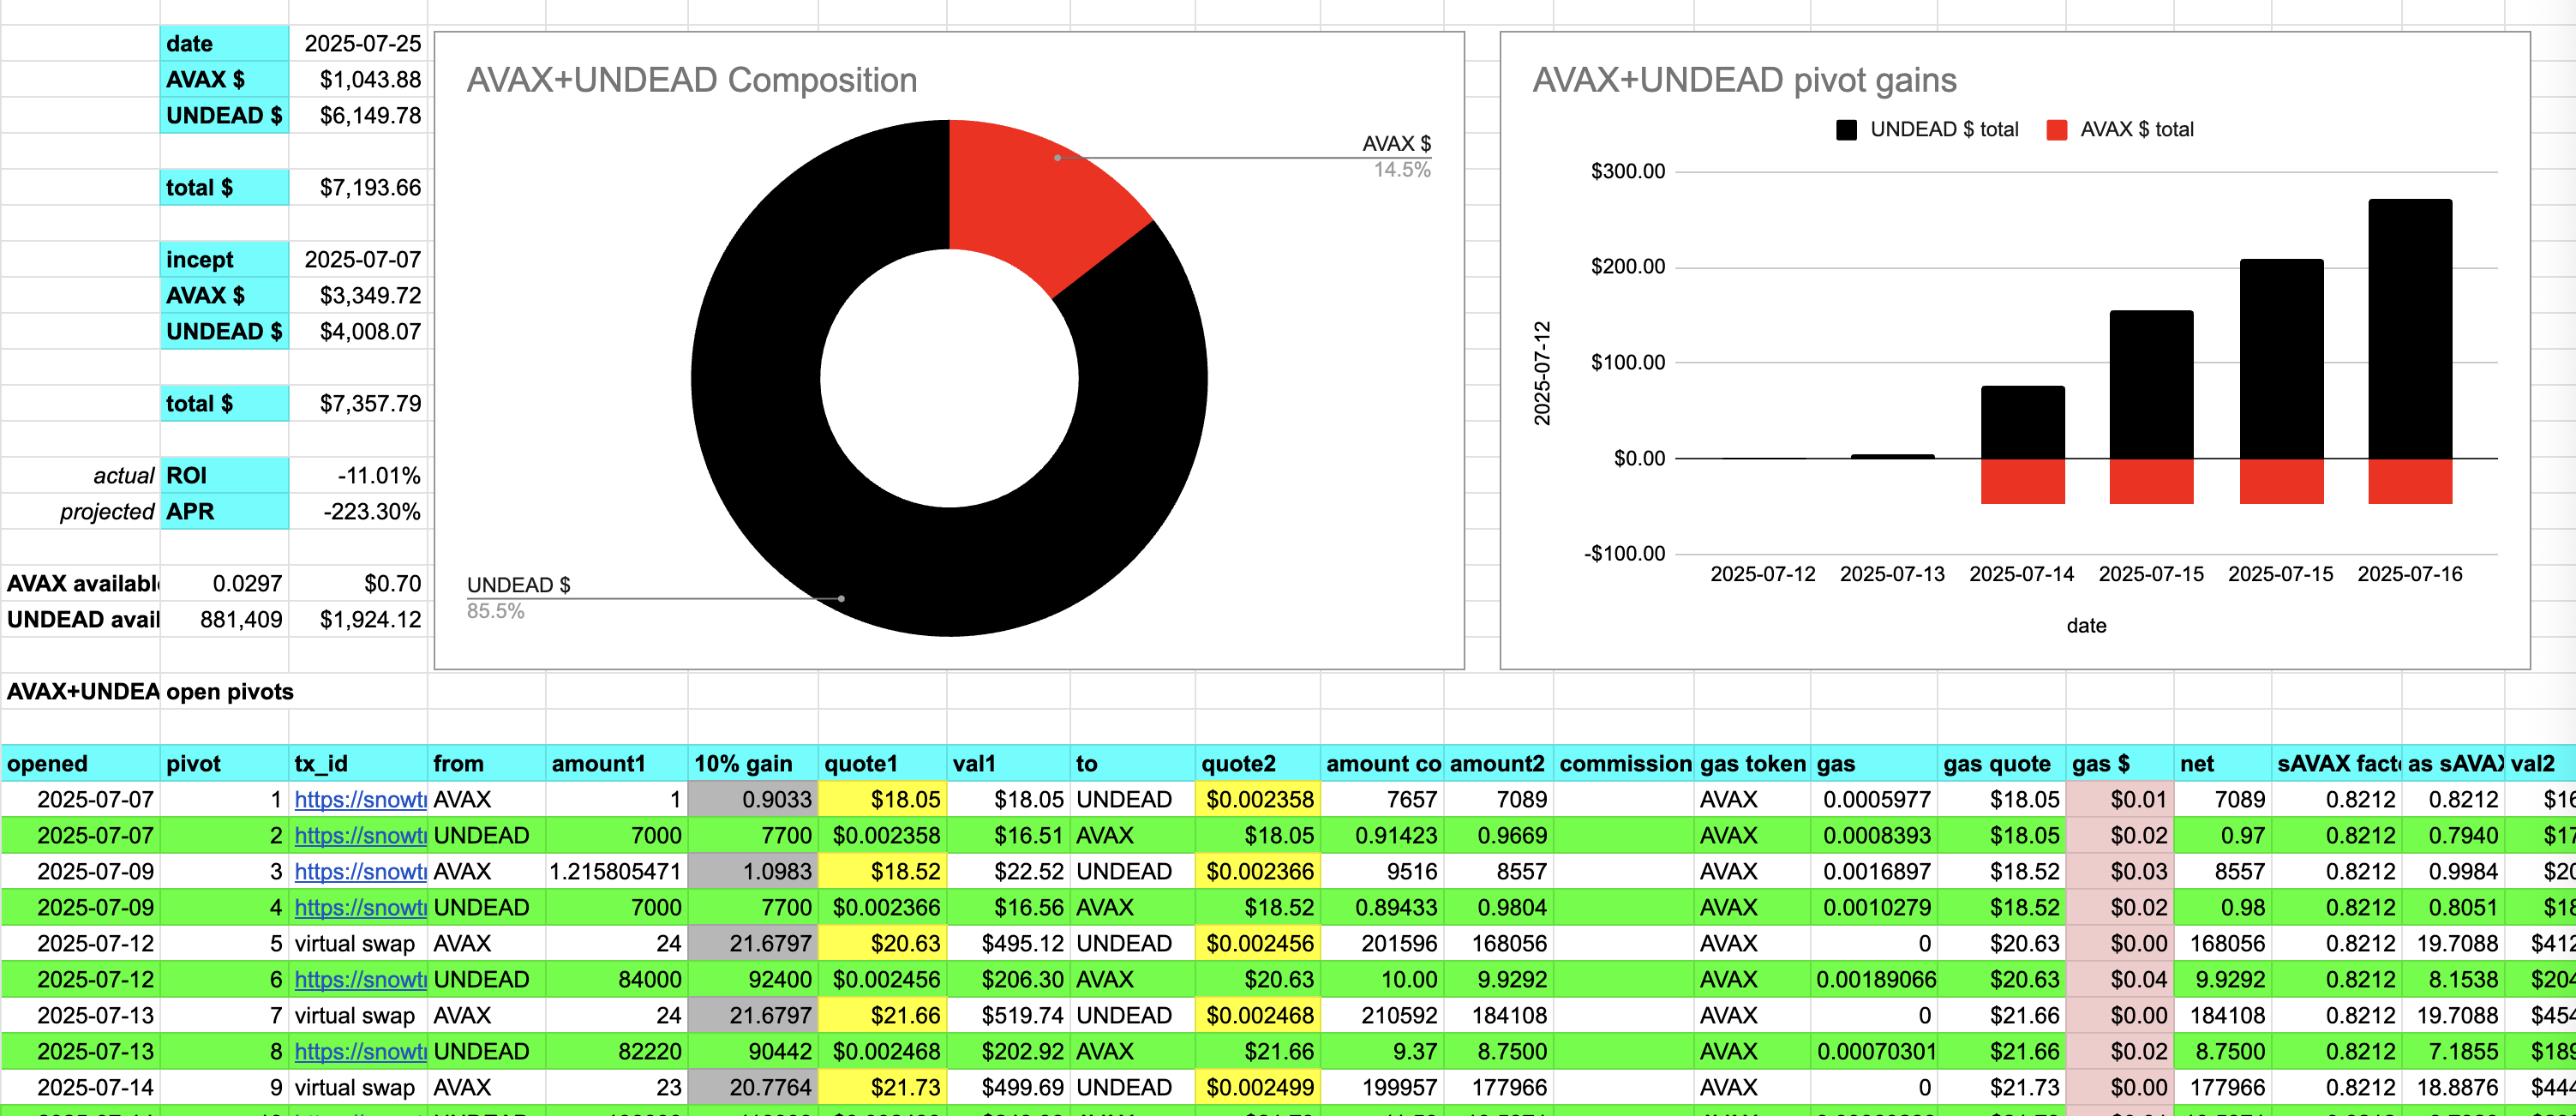 date 2025-07-25
AVAX $ $1,043.88
UNDEAD $ $6,149.78
total $ $7,193.66
incept 2025-07-07
AVAX $ $3,349.72
UNDEAD $ $4,008.07
total $ $7,357.79
actual ROI -11.01%
projected APR -223.30%
AVAX availabl 0.0297 $0.70
UNDEAD avail 881,409 $1,924.12
AVAX+UNDEAD Composition
AVAX $
14.5%
UNDEAD $
85.5%
AVAX+UNDEAD pivot gains
UNDEAD $ total AVAX $ total
$300.00
$200.00
$100.00
$0.00
-$100.00
2025-07-12
2025-07-12 2025-07-13 2025-07-14 2025-07-15 2025-07-15 2025-07-16
date
AVAX+UNDEA open pivots
opened pivot tx_id from amount1 10% gain quote1 val1 to quote2 amount co amount2 commission gas token gas gas quote gas $ net sAVAX facto as sAVAX val2
2025-07-07 1 https://snowtr AVAX 1 0.9033 $18.05 $18.05 UNDEAD $0.002358 7657 7089 AVAX 0.0005977 $18.05 $0.01 7089 0.8212 0.8212 $16
2025-07-07 2 https://snowtr UNDEAD 7000 7700 $0.002358 $16.51 AVAX $18.05 0.91423 0.9669 AVAX 0.0008393 $18.05 $0.02 0.97 0.8212 0.7940 $17
2025-07-09 3 https://snowtr AVAX 1.215805471 1.0983 $18.52 $22.52 UNDEAD $0.002366 9516 8557 AVAX 0.0016897 $18.52 $0.03 8557 0.8212 0.9984 $20
2025-07-09 4 https://snowtr UNDEAD 7000 7700 $0.002366 $16.56 AVAX $18.52 0.89433 0.9804 AVAX 0.0010279 $18.52 $0.02 0.98 0.8212 0.8051 $18
2025-07-12 5 virtual swap AVAX 24 21.6797 $20.63 $495.12 UNDEAD $0.002456 201596 168056 AVAX 0 $20.63 $0.00 168056 0.8212 19.7088 $412
2025-07-12 6 https://snowtr UNDEAD 84000 92400 $0.002456 $206.30 AVAX $20.63 10.00 9.9292 AVAX 0.00189066 $20.63 $0.04 9.9292 0.8212 8.1538 $204
2025-07-13 7 virtual swap AVAX 24 21.6797 $21.66 $519.74 UNDEAD $0.002468 210592 184108 AVAX 0 $21.66 $0.00 184108 0.8212 19.7088 $454
2025-07-13 8 https://snowtr UNDEAD 82220 90442 $0.002468 $202.92 AVAX $21.66 9.37 8.7500 AVAX 0.00070301 $21.66 $0.02 8.7500 0.8212 7.1855 $189
2025-07-14 9 virtual swap AVAX 23 20.7764 $21.73 $499.69 UNDEAD $0.002499 199957 177966 AVAX 0 $21.73 $0.00 177966 0.8212 18.8876 $444